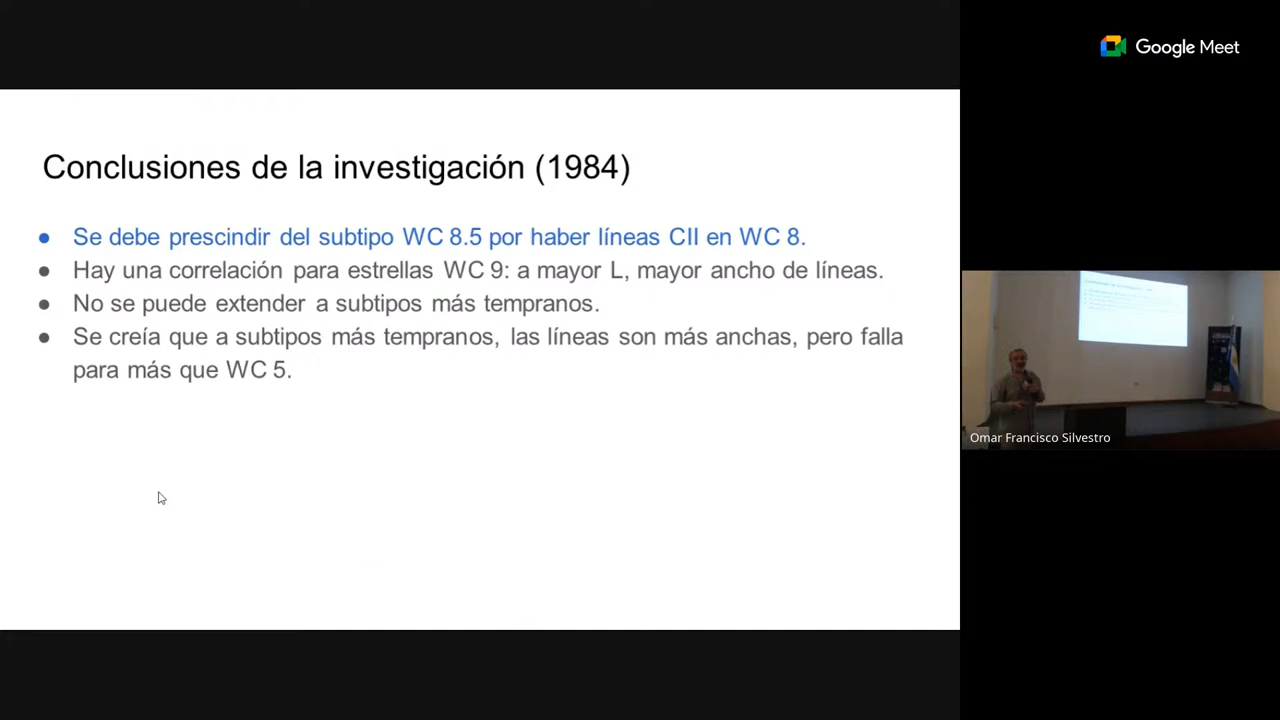 Google Meet
Conclusiones de la investigación (1984)
● Se debe prescindir del subtipo WC 8.5 por haber líneas CII en WC 8.
● Hay una correlación para estrellas WC 9: a mayor L, mayor ancho de líneas.
● No se puede extender a subtipos más tempranos.
● Se creía que a subtipos más tempranos, las líneas son más anchas, pero falla
para más que WC 5.
Omar Francisco Silvestro